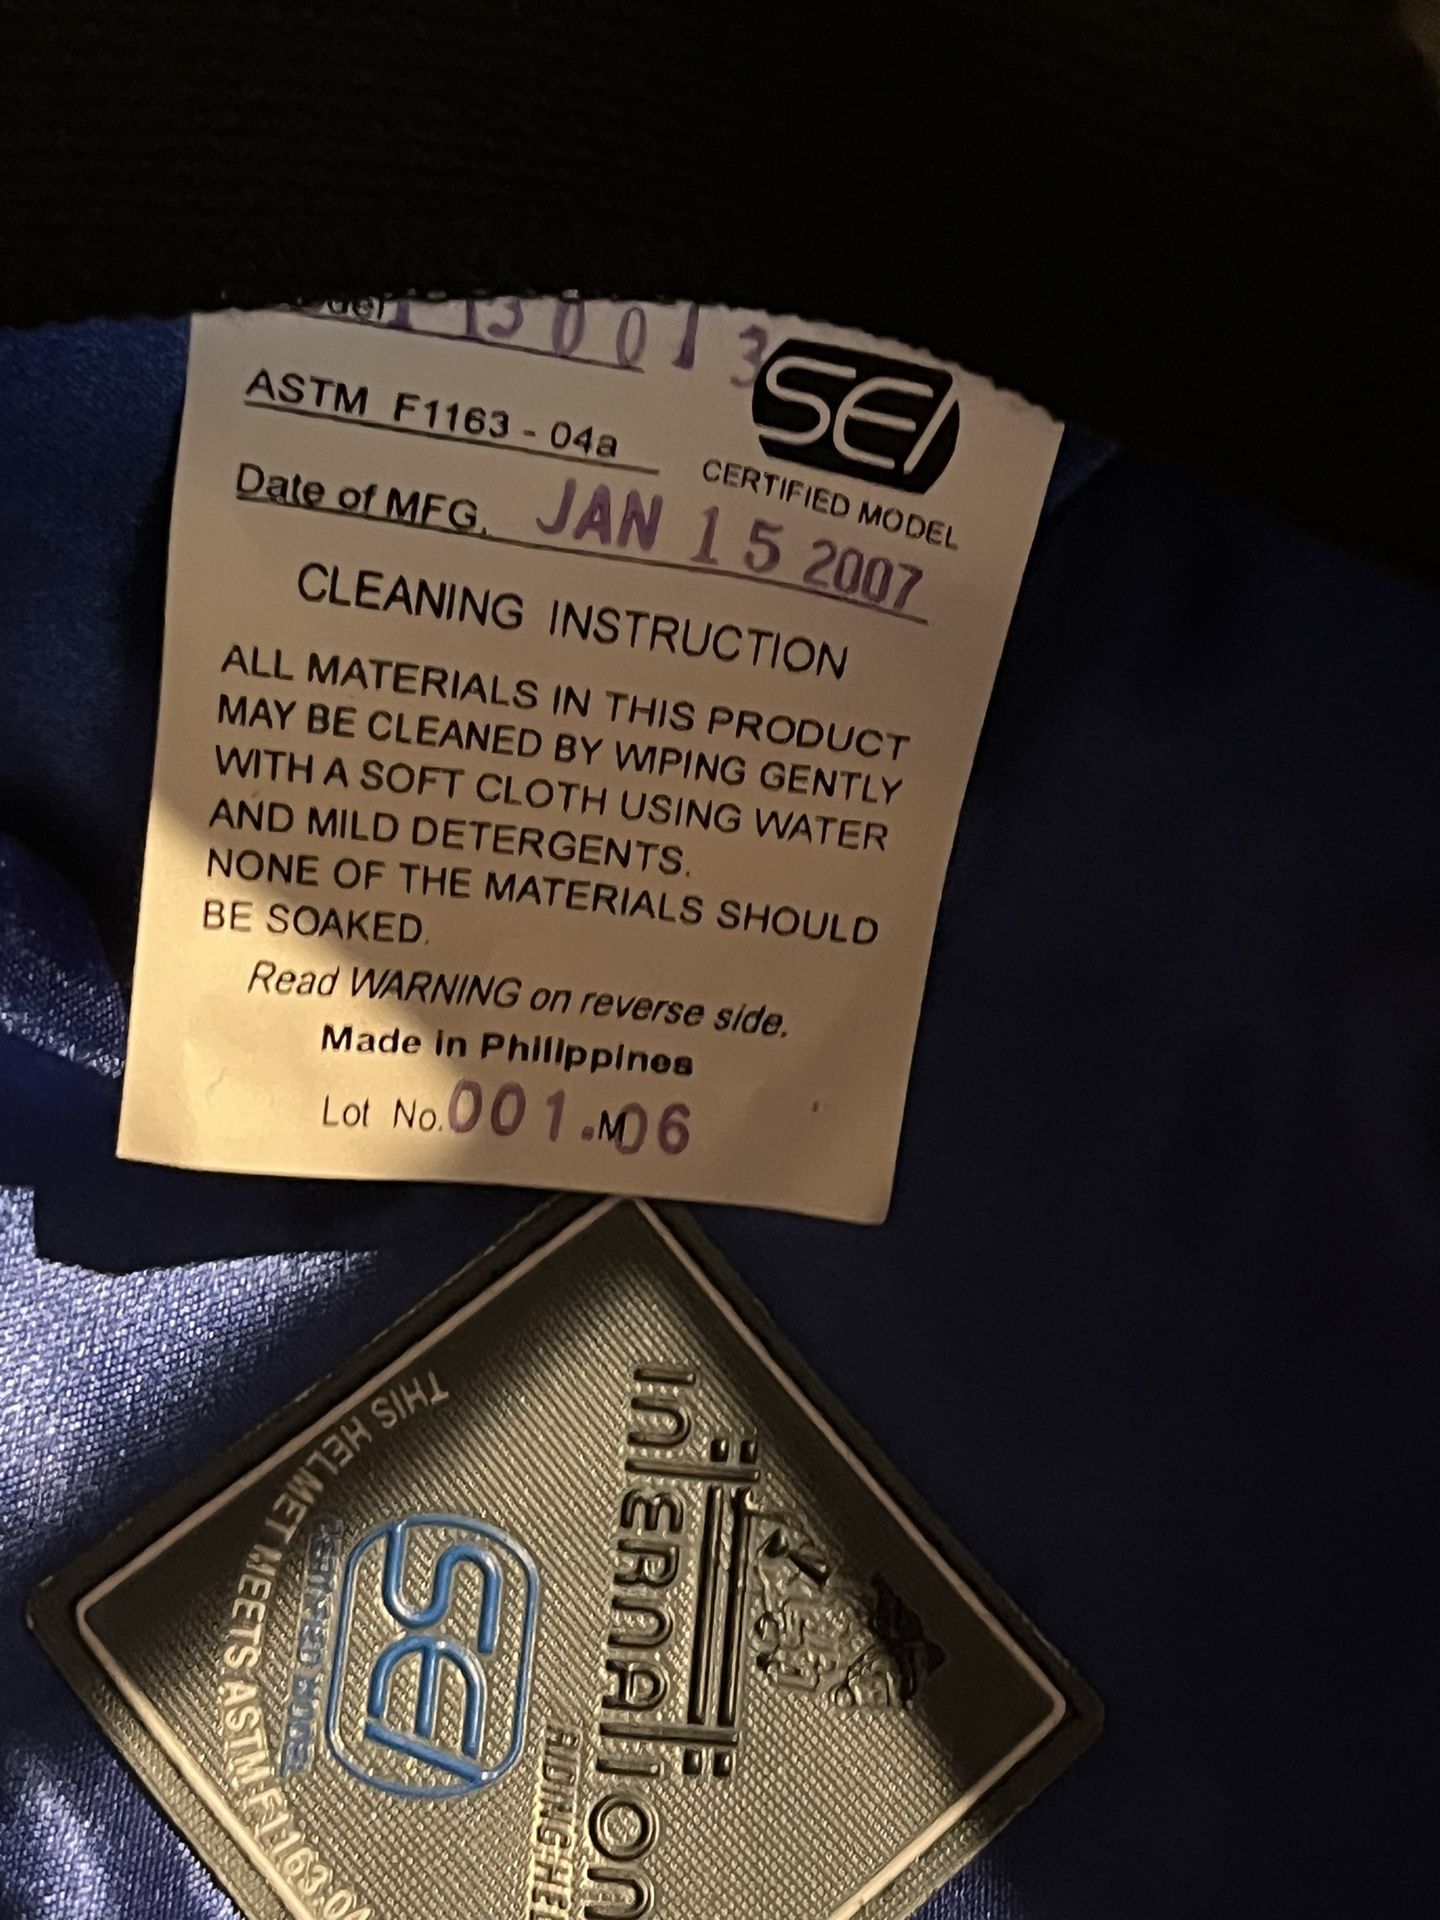 SEI
ASTM F1163 - 04a
CERTIFIED MODEL
Date of MFG. JAN 15 2007
CLEANING INSTRUCTION
ALL MATERIALS IN THIS PRODUCT
MAY BE CLEANED BY WIPING GENTLY
WITH A SOFT CLOTH USING WATER
AND MILD DETERGENTS.
NONE OF THE MATERIALS SHOULD
BE SOAKED.
Read WARNING on reverse side.
Made in Philippines
Lot No. 001.M06
International
RIDING HEL
SEI
THIS HELMET MEETS ASTM F1163-04